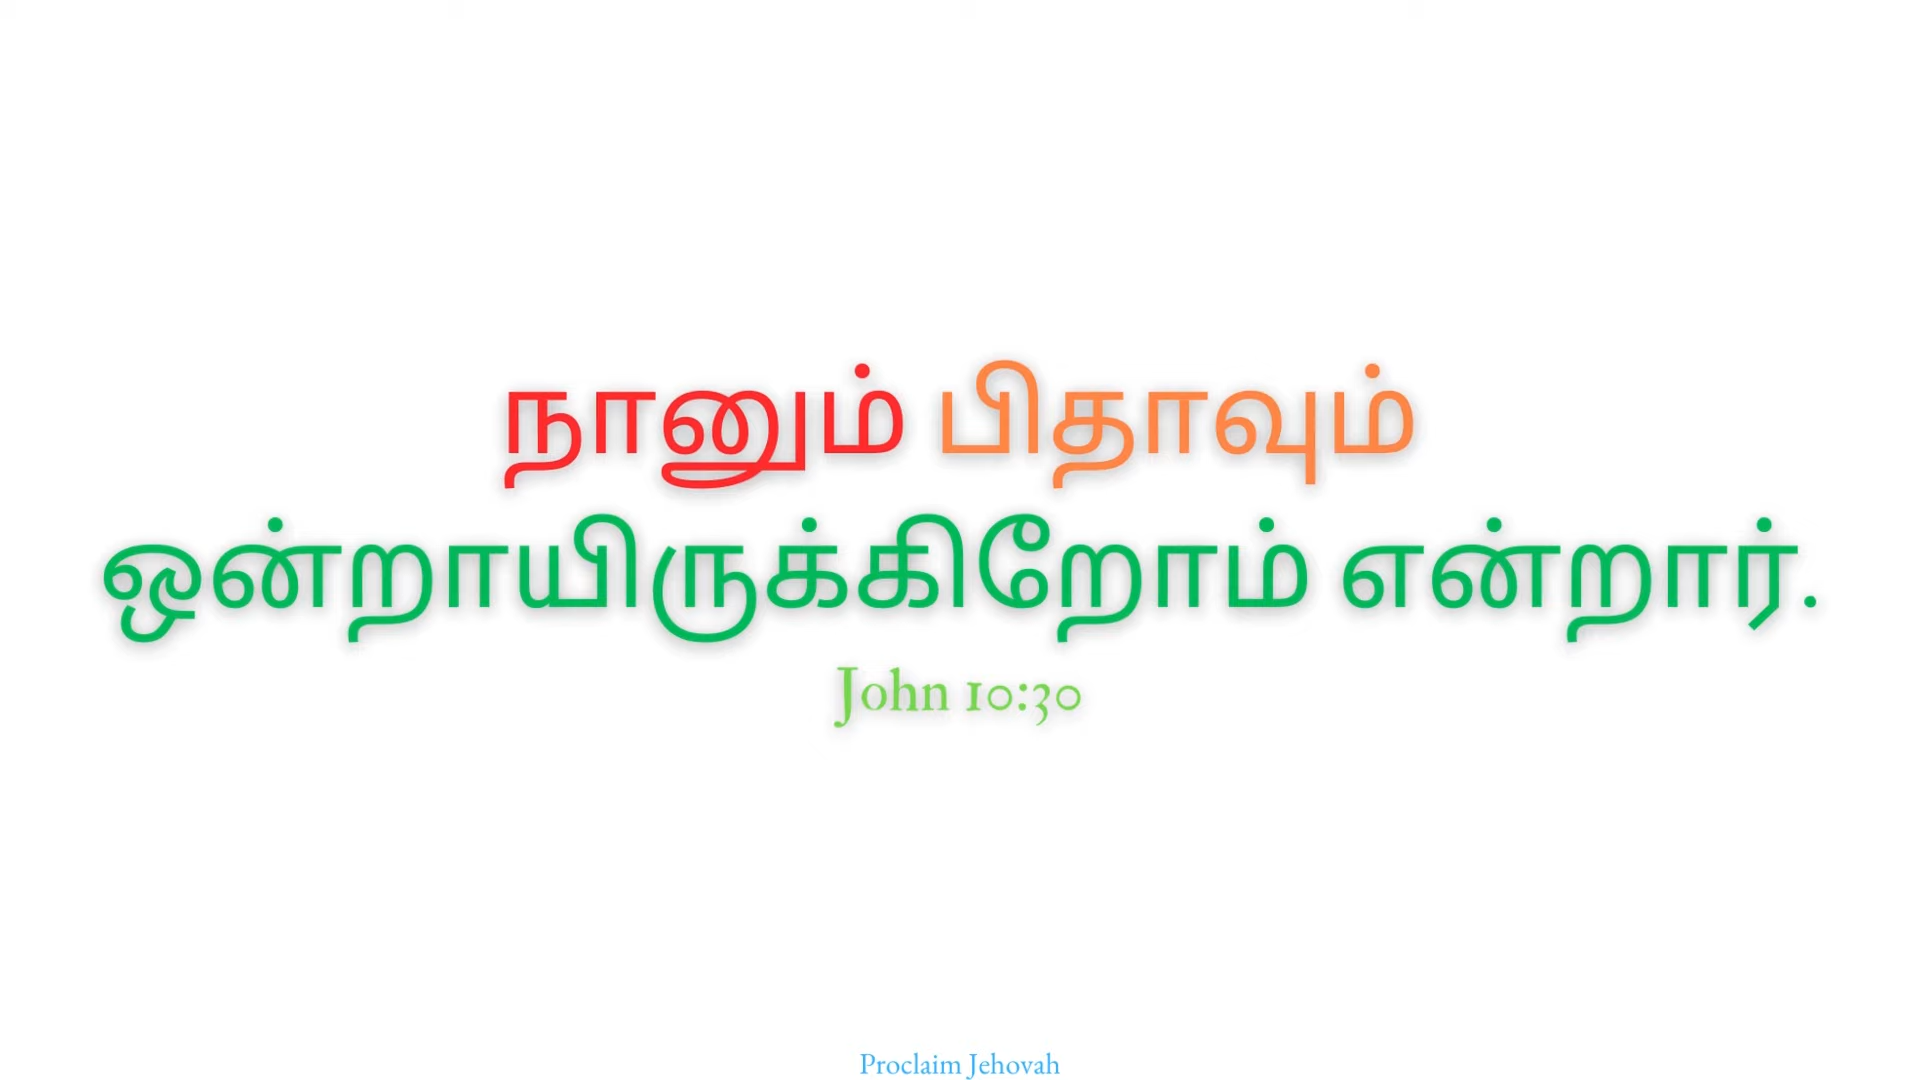 நானும் பிதாவும்
ஒன்றாயிருக்கிறோம் என்றார்.
John 10:30
Proclaim Jehovah